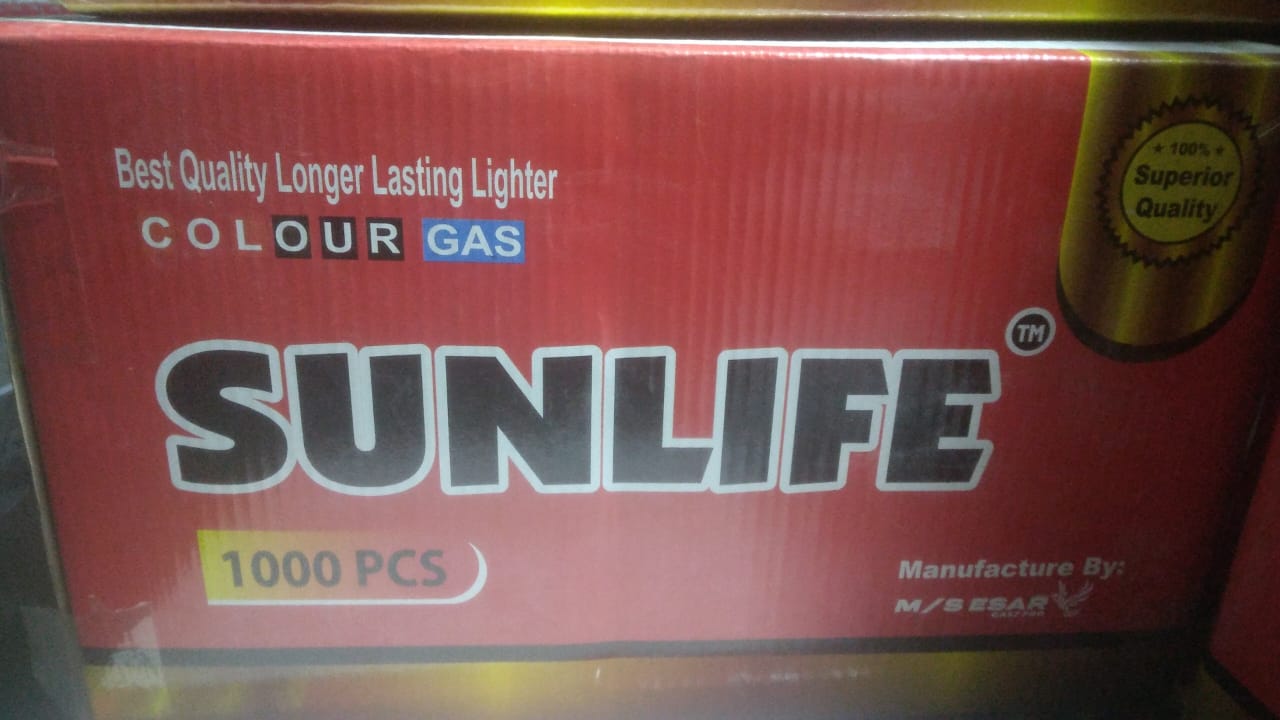 ★ 100% ★
Superior
Quality
Best Quality Longer Lasting Lighter
COLOUR GAS
SUNLIFE TM
1000 PCS
Manufacture By:
M/S ESAR